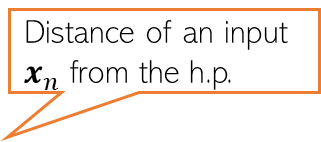 Distance of an input
𝒙ₙ from the h.p.